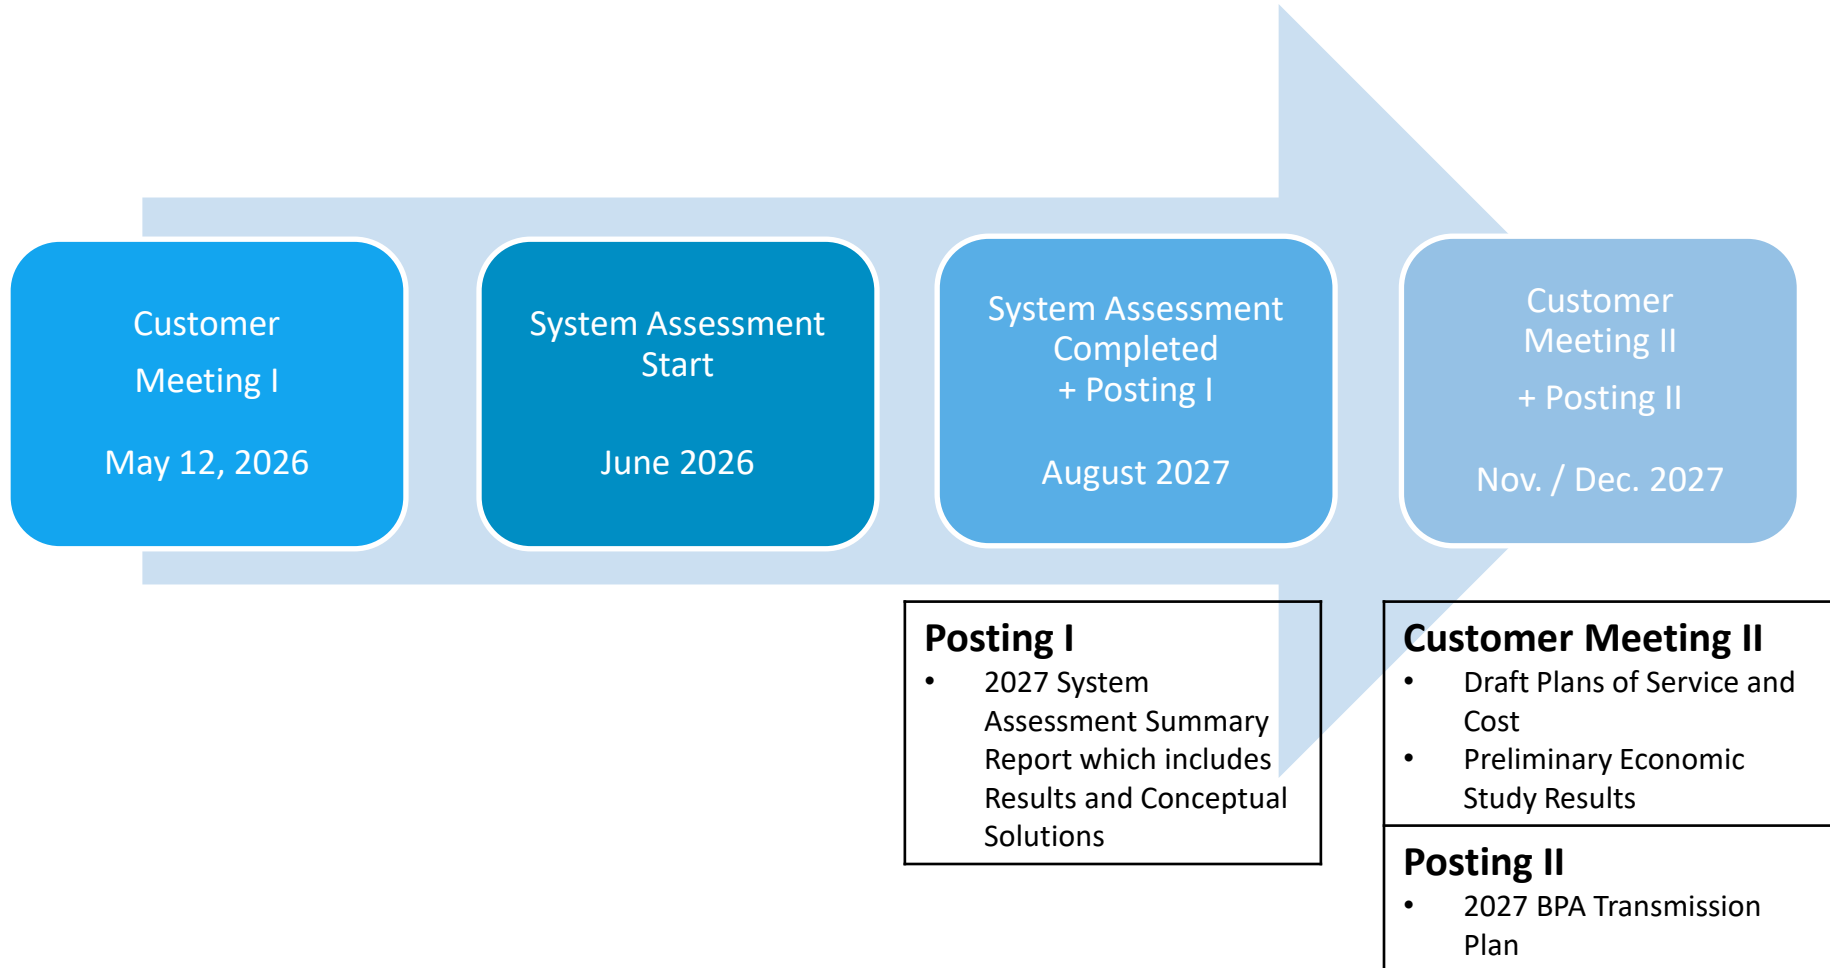 Customer
Meeting I
May 12, 2026
System Assessment
Start
June 2026
System Assessment
Completed
+ Posting I
August 2027
Customer
Meeting II
+ Posting II
Nov. / Dec. 2027
Posting I
• 2027 System
Assessment Summary
Report which includes
Results and Conceptual
Solutions
Customer Meeting II
• Draft Plans of Service and
Cost
• Preliminary Economic
Study Results
Posting II
• 2027 BPA Transmission
Plan